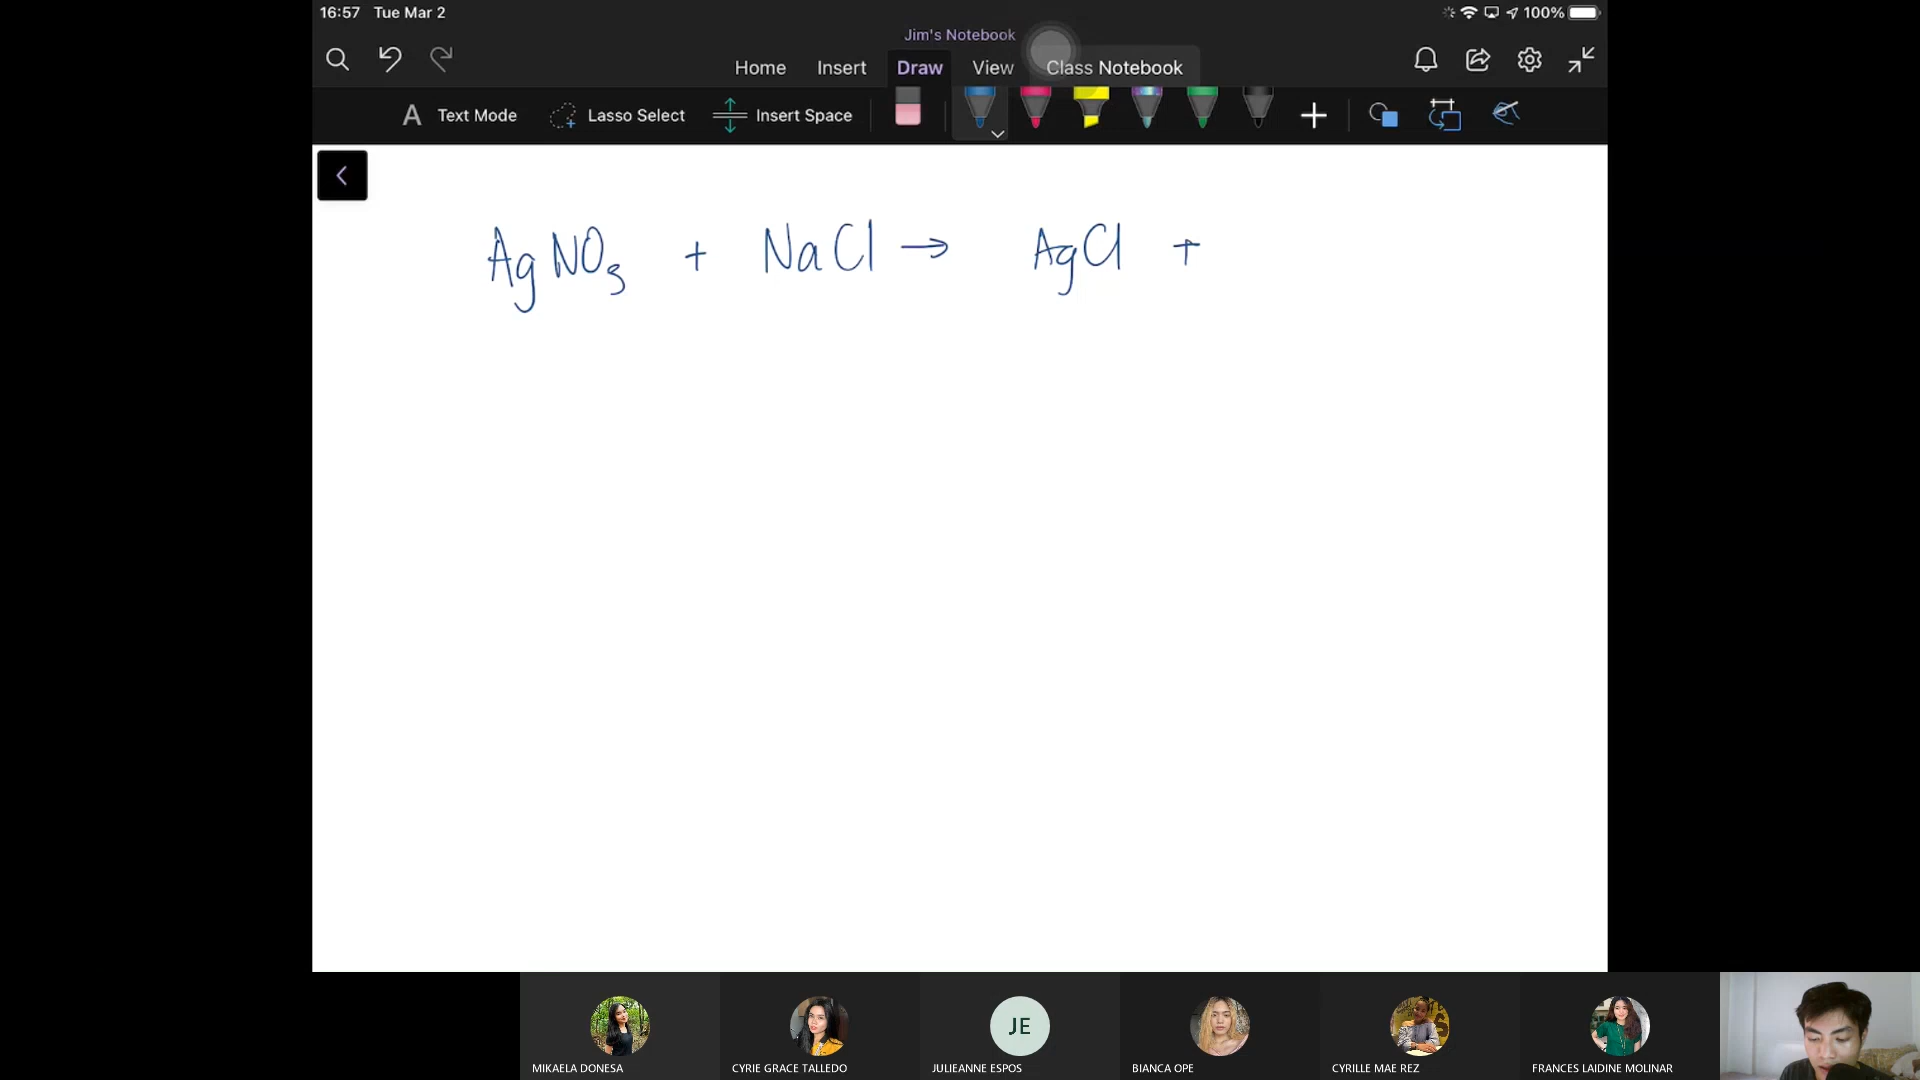 16:57 Tue Mar 2 100%
Jim's Notebook
Home Insert Draw View Class Notebook
A Text Mode Lasso Select Insert Space
AgNO₃ + NaCl → AgCl +
JE
MIKAELA DONESA CYRIE GRACE TALLEDO JULIEANNE ESPOS BIANCA OPE CYRILLE MAE REZ FRANCES LAIDINE MOLINAR